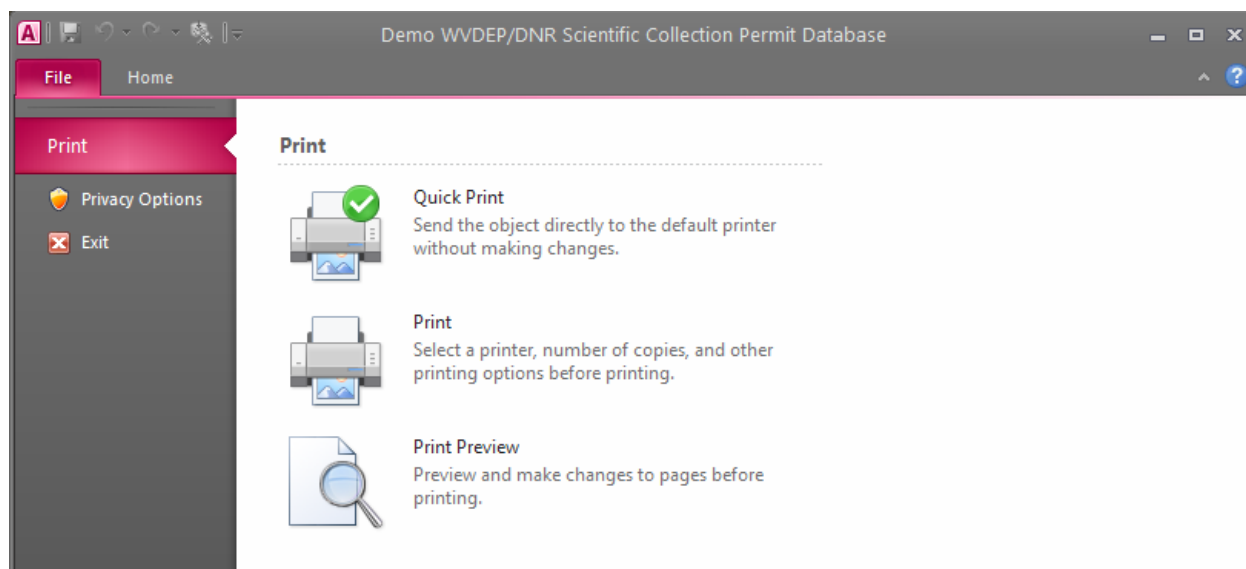 A
Demo WVDEP/DNR Scientific Collection Permit Database
File
Home
?
Print
Privacy Options
Exit
Print
Quick Print
Send the object directly to the default printer
without making changes.
Print
Select a printer, number of copies, and other
printing options before printing.
Print Preview
Preview and make changes to pages before
printing.